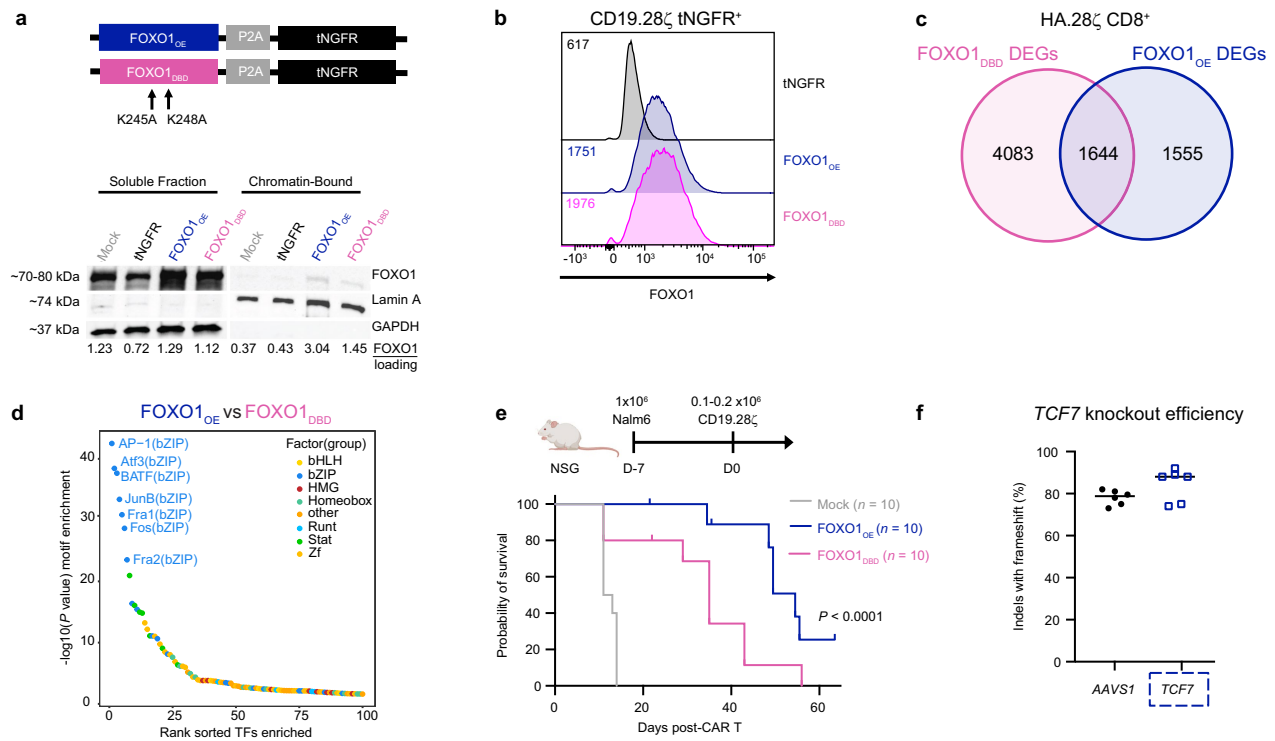 a
FOXO1OE P2A tNGFR
FOXO1DBD P2A tNGFR
K245A K248A
Soluble Fraction Chromatin-Bound
Mock tNGFR FOXO1OE FOXO1DBD Mock tNGFR FOXO1OE FOXO1DBD
~70-80 kDa FOXO1
~74 kDa Lamin A
~37 kDa GAPDH
1.23 0.72 1.29 1.12 0.37 0.43 3.04 1.45 FOXO1
loading
b
CD19.28ζ tNGFR+
617
tNGFR
1751
FOXO1OE
1976
FOXO1DBD
-10³ 0 10³ 10⁴ 10⁵
FOXO1
c
HA.28ζ CD8+
FOXO1DBD DEGs FOXO1OE DEGs
4083 1644 1555
d
FOXO1OE vs FOXO1DBD
-log10(P value) motif enrichment
40
30
20
10
0
AP-1(bZIP)
Atf3(bZIP)
BATF(bZIP)
JunB(bZIP)
Fra1(bZIP)
Fos(bZIP)
Fra2(bZIP)
Factor(group)
bHLH
bZIP
HMG
Homeobox
other
Runt
Stat
Zf
0 25 50 75 100
Rank sorted TFs enriched
e
1x10⁶ 0.1-0.2 x10⁶
Nalm6 CD19.28ζ
NSG D-7 D0
Probability of survival
100
80
60
40
20
0
Mock (n = 10)
FOXO1OE (n = 10)
FOXO1DBD (n = 10)
P < 0.0001
0 20 40 60
Days post-CAR T
f
TCF7 knockout efficiency
Indels with frameshift (%)
100
80
60
40
20
0
AAVS1 TCF7